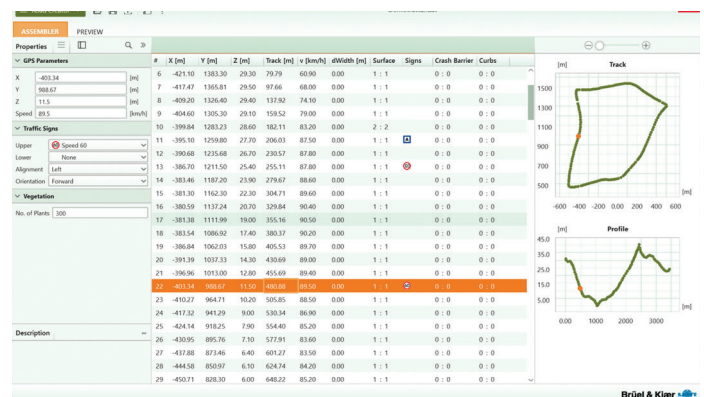 ASSEMBLER PREVIEW
Properties
GPS Parameters
X -403.34 [m]
Y 988.67 [m]
Z 11.5 [m]
Speed 89.5 [km/h]
Traffic Signs
Upper Speed 60
Lower None
Alignment Left
Orientation Forward
Vegetation
No. of Plants 300
Description
# X [m] Y [m] Z [m] Track [m] v [km/h] dWidth [m] Surface Signs Crash Barrier Curbs
6 -421.10 1383.30 29.30 79.79 60.90 0.00 1 : 1 0 : 0 0 : 0
7 -417.47 1365.81 29.50 97.66 68.00 0.00 1 : 1 0 : 0 0 : 0
8 -409.20 1326.40 29.40 137.92 74.10 0.00 1 : 1 0 : 0 0 : 0
9 -404.60 1305.30 29.10 159.52 79.00 0.00 1 : 1 0 : 0 0 : 0
10 -399.84 1283.23 28.60 182.11 83.20 0.00 2 : 2 0 : 0 0 : 0
11 -395.10 1259.80 27.70 206.03 87.50 0.00 1 : 1 0 : 0 0 : 0
12 -390.68 1235.68 26.70 230.57 87.80 0.00 1 : 1 0 : 0 0 : 0
13 -386.70 1211.50 25.40 255.11 87.80 0.00 1 : 1 0 : 0 0 : 0
14 -383.46 1187.20 23.90 279.67 88.60 0.00 1 : 1 0 : 0 0 : 0
15 -381.30 1162.30 22.30 304.71 89.60 0.00 1 : 1 0 : 0 0 : 0
16 -380.59 1137.24 20.70 329.84 90.40 0.00 1 : 1 0 : 0 0 : 0
17 -381.38 1111.99 19.00 355.16 90.50 0.00 1 : 1 0 : 0 0 : 0
18 -383.54 1086.92 17.40 380.37 90.20 0.00 1 : 1 0 : 0 0 : 0
19 -386.84 1062.03 15.80 405.53 89.70 0.00 1 : 1 0 : 0 0 : 0
20 -391.39 1037.33 14.30 430.69 89.00 0.00 1 : 1 0 : 0 0 : 0
21 -396.96 1013.00 12.80 455.69 89.40 0.00 1 : 1 0 : 0 0 : 0
22 -403.34 988.67 11.50 480.88 89.50 0.00 1 : 1 0 : 0 0 : 0
23 -410.27 964.71 10.20 505.85 88.50 0.00 1 : 1 0 : 0 0 : 0
24 -417.32 941.29 9.00 530.34 86.90 0.00 1 : 1 0 : 0 0 : 0
25 -424.14 918.25 7.90 554.40 85.20 0.00 1 : 1 0 : 0 0 : 0
26 -430.95 895.76 7.10 577.91 83.60 0.00 1 : 1 0 : 0 0 : 0
27 -437.88 873.46 6.40 601.27 83.50 0.00 1 : 1 0 : 0 0 : 0
28 -444.58 850.97 6.10 624.74 84.20 0.00 1 : 1 0 : 0 0 : 0
29 -450.71 828.30 6.00 648.22 85.20 0.00 1 : 1 0 : 0 0 : 0
[m] Track
1500
1300
1100
900
700
500
[m]
-600 -400 -200 0.00 200 400 600
[m] Profile
45.0
35.0
25.0
15.0
5.00
[m]
0.00 1000 2000 3000
Brüel & Kjær